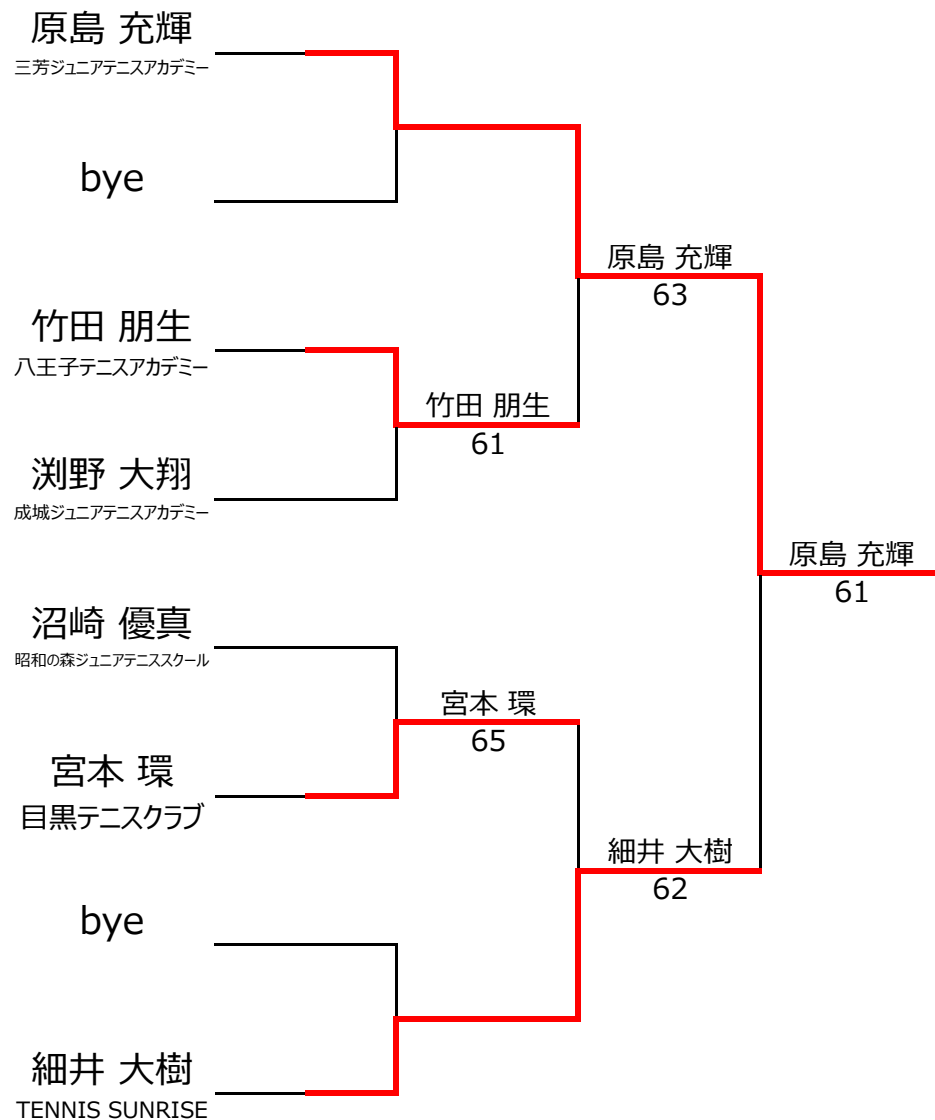 原島 充輝
三芳ジュニアテニスアカデミー
bye
原島 充輝
63
竹田 朋生
八王子テニスアカデミー
竹田 朋生
61
渕野 大翔
成城ジュニアテニスアカデミー
原島 充輝
61
沼崎 優真
昭和の森ジュニアテニススクール
宮本 環
65
宮本 環
目黒テニスクラブ
細井 大樹
62
bye
細井 大樹
TENNIS SUNRISE